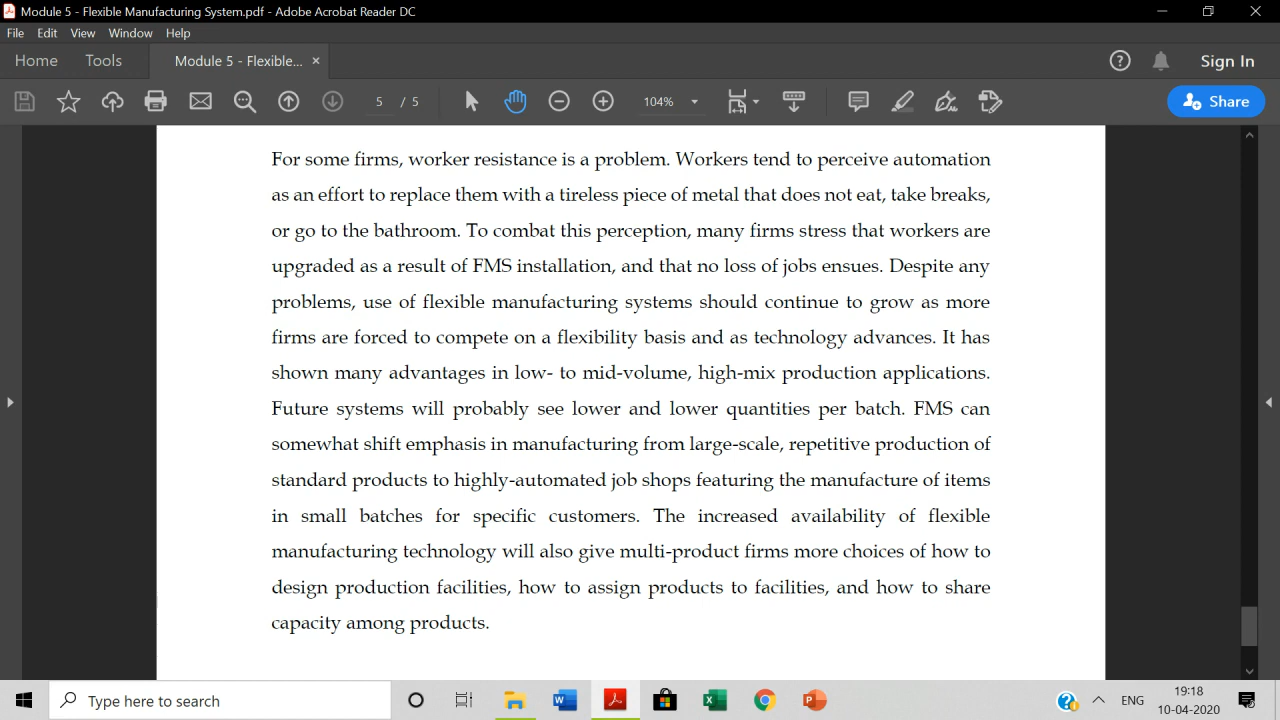 Module 5 - Flexible Manufacturing System.pdf - Adobe Acrobat Reader DC
File Edit View Window Help
Home Tools Module 5 - Flexible... × Sign In
5 / 5 104% Share
For some firms, worker resistance is a problem. Workers tend to perceive automation
as an effort to replace them with a tireless piece of metal that does not eat, take breaks,
or go to the bathroom. To combat this perception, many firms stress that workers are
upgraded as a result of FMS installation, and that no loss of jobs ensues. Despite any
problems, use of flexible manufacturing systems should continue to grow as more
firms are forced to compete on a flexibility basis and as technology advances. It has
shown many advantages in low- to mid-volume, high-mix production applications.
Future systems will probably see lower and lower quantities per batch. FMS can
somewhat shift emphasis in manufacturing from large-scale, repetitive production of
standard products to highly-automated job shops featuring the manufacture of items
in small batches for specific customers. The increased availability of flexible
manufacturing technology will also give multi-product firms more choices of how to
design production facilities, how to assign products to facilities, and how to share
capacity among products.
Type here to search
ENG
19:18
10-04-2020